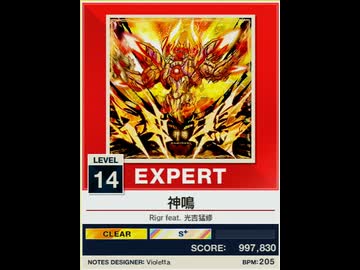 LEVEL
14
EXPERT
神鳴
Rigr feat. 光吉猛修
CLEAR
S+
SCORE: 997,830
NOTES DESIGNER: Violetta
BPM: 205